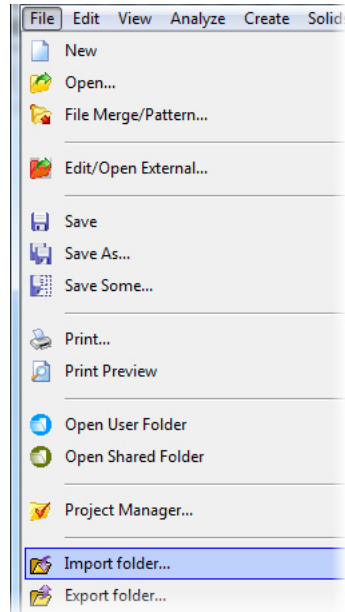 File Edit View Analyze Create Solids
New
Open...
File Merge/Pattern...
Edit/Open External...
Save
Save As...
Save Some...
Print...
Print Preview
Open User Folder
Open Shared Folder
Project Manager...
Import folder...
Export folder...